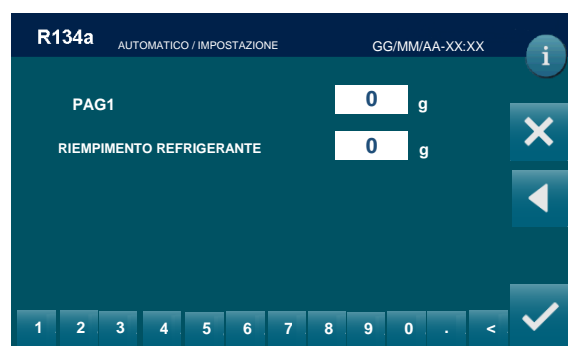 R134a AUTOMATICO / IMPOSTAZIONE GG/MM/AA-XX:XX i
PAG1 0 g
RIEMPIMENTO REFRIGERANTE 0 g
1 2 3 4 5 6 7 8 9 0 . <